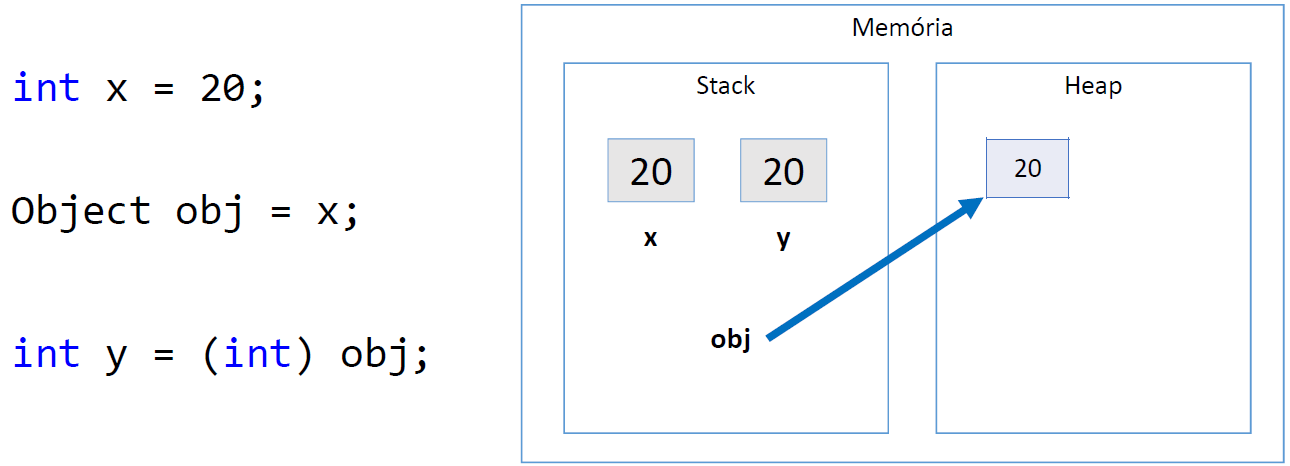 int x = 20;
Object obj = x;
int y = (int) obj;
Memória
Stack
Heap
20
20
20
x
y
obj